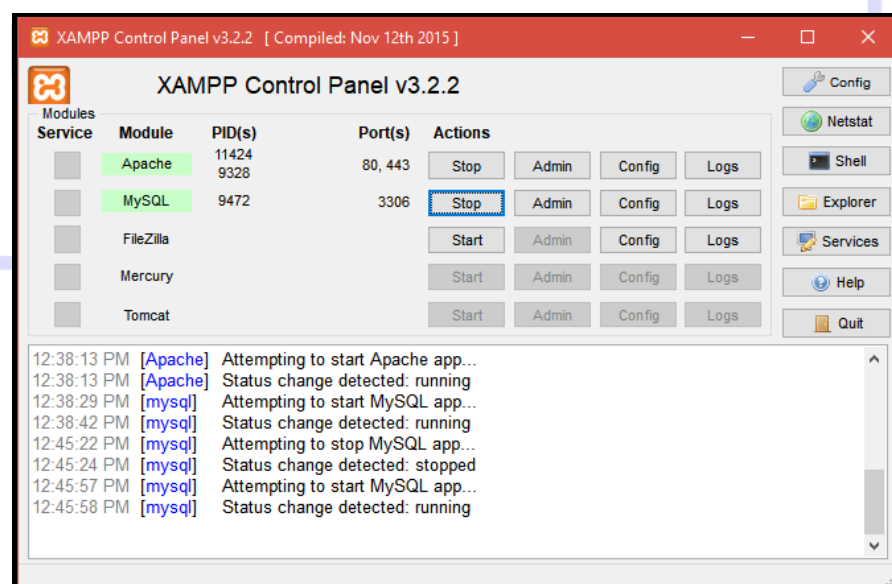 XAMPP Control Panel v3.2.2 [ Compiled: Nov 12th 2015 ]
XAMPP Control Panel v3.2.2
Config
Modules
Service Module PID(s) Port(s) Actions
Netstat
Apache 11424 9328 80, 443 Stop Admin Config Logs
Shell
MySQL 9472 3306 Stop Admin Config Logs
Explorer
FileZilla Start Admin Config Logs
Services
Mercury Start Admin Config Logs
Help
Tomcat Start Admin Config Logs
Quit
12:38:13 PM [Apache] Attempting to start Apache app...
12:38:13 PM [Apache] Status change detected: running
12:38:29 PM [mysql] Attempting to start MySQL app...
12:38:42 PM [mysql] Status change detected: running
12:45:22 PM [mysql] Attempting to stop MySQL app...
12:45:24 PM [mysql] Status change detected: stopped
12:45:57 PM [mysql] Attempting to start MySQL app...
12:45:58 PM [mysql] Status change detected: running